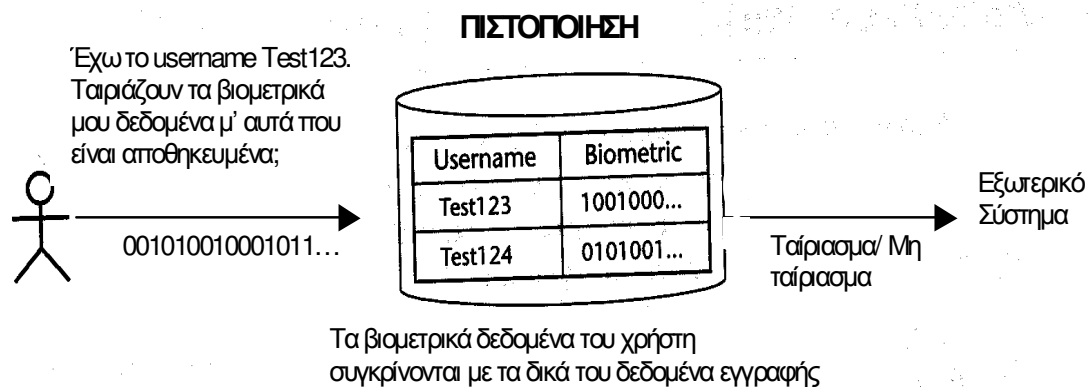 ΠΙΣΤΟΠΟΙΗΣΗ
Έχω το username Test123.
Ταιριάζουν τα βιομετρικά
μου δεδομένα μ' αυτά που
είναι αποθηκευμένα;
001010010001011...
Username Biometric
Test123 1001000...
Test124 0101001...
Ταίριασμα/ Μη
ταίριασμα
Εξωτερικό
Σύστημα
Τα βιομετρικά δεδομένα του χρήστη
συγκρίνονται με τα δικά του δεδομένα εγγραφής